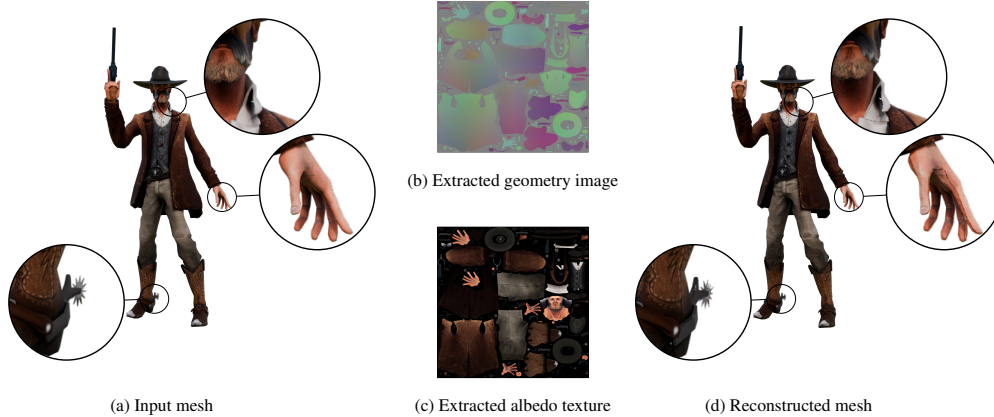 (b) Extracted geometry image
(a) Input mesh
(c) Extracted albedo texture
(d) Reconstructed mesh